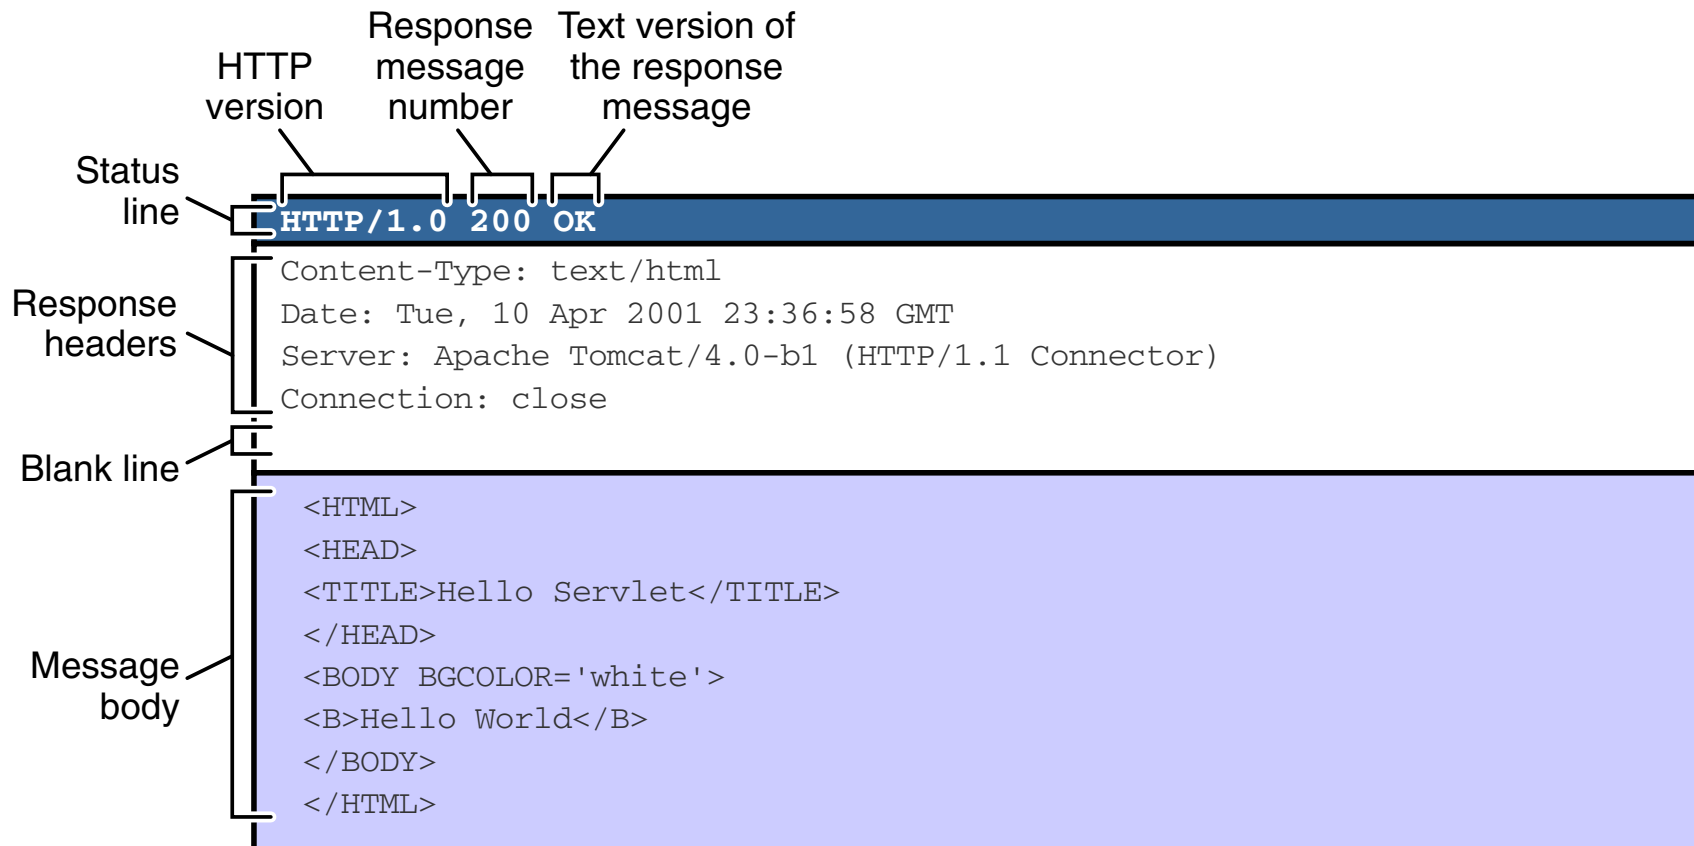 HTTP
version
Response
message
number
Text version of
the response
message
Status
line
HTTP/1.0 200 OK
Response
headers
Content-Type: text/html
Date: Tue, 10 Apr 2001 23:36:58 GMT
Server: Apache Tomcat/4.0-b1 (HTTP/1.1 Connector)
Connection: close
Blank line
Message
body
<HTML>
<HEAD>
<TITLE>Hello Servlet</TITLE>
</HEAD>
<BODY BGCOLOR='white'>
<B>Hello World</B>
</BODY>
</HTML>